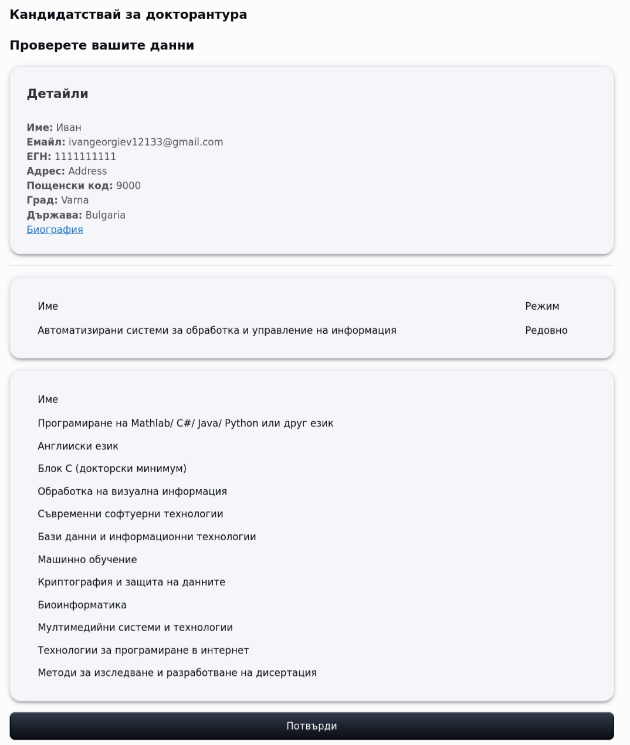 Кандидатствай за докторантура
Проверете вашите данни
Детайли
Име: Иван
Емайл: ivangeorgiev12133@gmail.com
ЕГН: 1111111111
Адрес: Address
Пощенски код: 9000
Град: Varna
Държава: Bulgaria
Биография
Име Режим
Автоматизирани системи за обработка и управление на информация Редовно
Име
Програмиране на Mathlab/ C#/ Java/ Python или друг език
Англииски език
Блок С (докторски минимум)
Обработка на визуална информация
Съвременни софтуерни технологии
Бази данни и информационни технологии
Машинно обучение
Криптография и защита на данните
Биоинформатика
Мултимедийни системи и технологии
Технологии за програмиране в интернет
Методи за изследване и разработване на дисертация
Потвърди